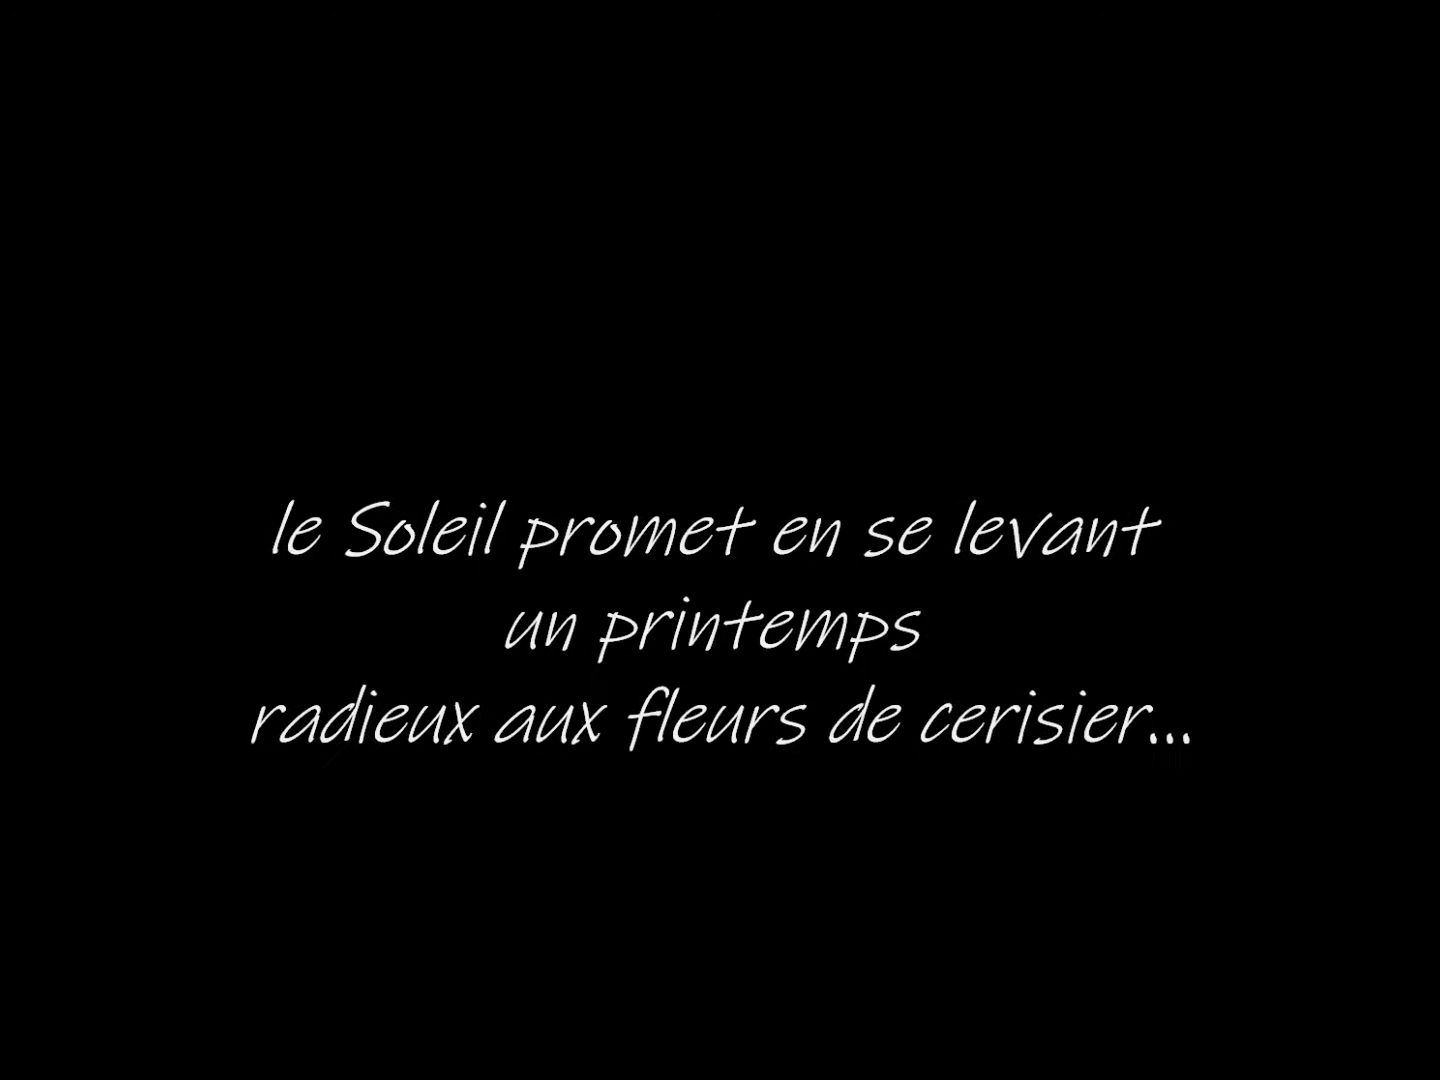 le Soleil promet en se levant
un printemps
radieux aux fleurs de cerisier...